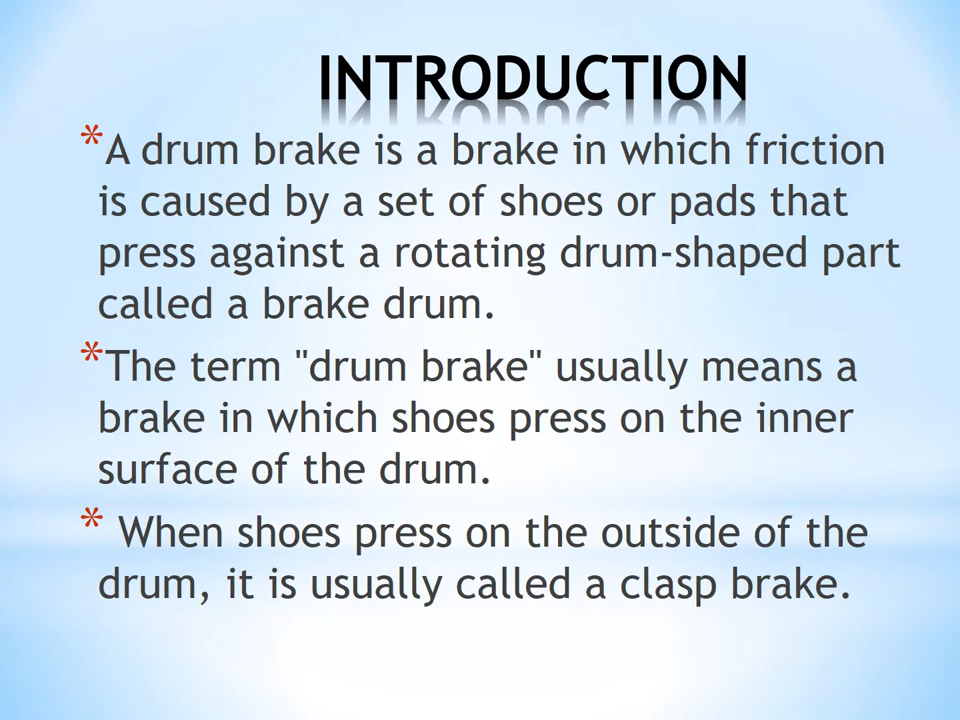 INTRODUCTION
*A drum brake is a brake in which friction
is caused by a set of shoes or pads that
press against a rotating drum-shaped part
called a brake drum.
*The term "drum brake" usually means a
brake in which shoes press on the inner
surface of the drum.
* When shoes press on the outside of the
drum, it is usually called a clasp brake.